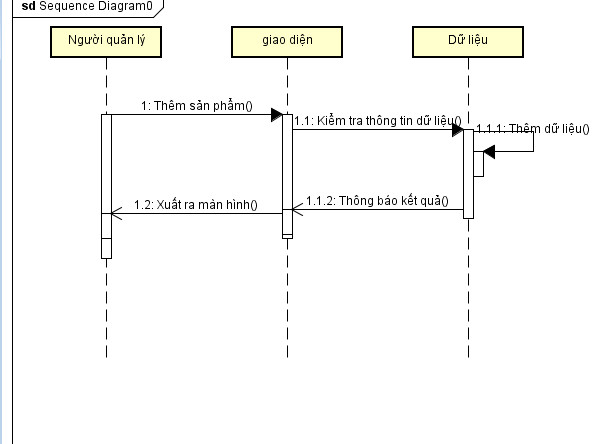 sd Sequence Diagram0
Người quản lý
giao diện
Dữ liệu
1: Thêm sản phẩm()
1.1: Kiểm tra thông tin dữ liệu()
1.1.1: Thêm dữ liệu()
1.1.2: Thông báo kết quả()
1.2: Xuất ra màn hình()